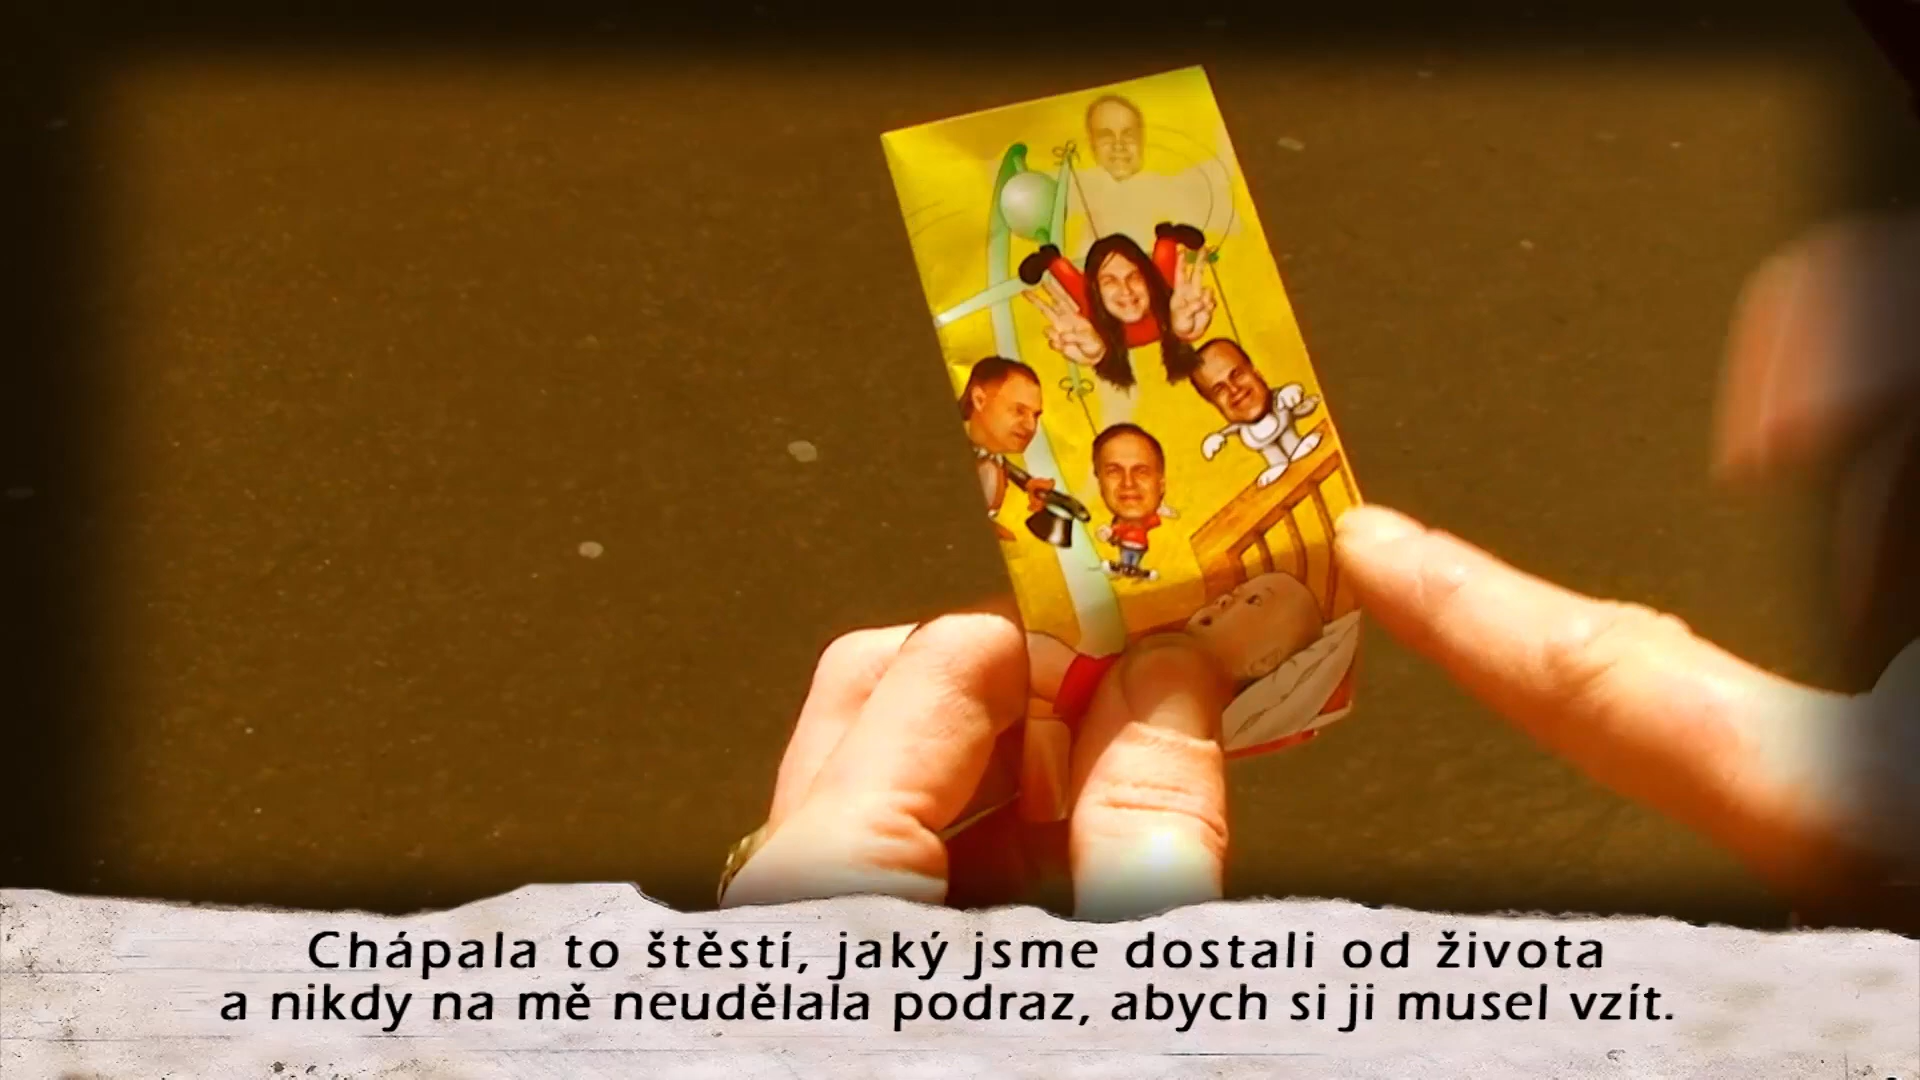 Chápala to štěstí, jaký jsme dostali od života
a nikdy na mě neudělala podraz, abych si ji musel vzít.